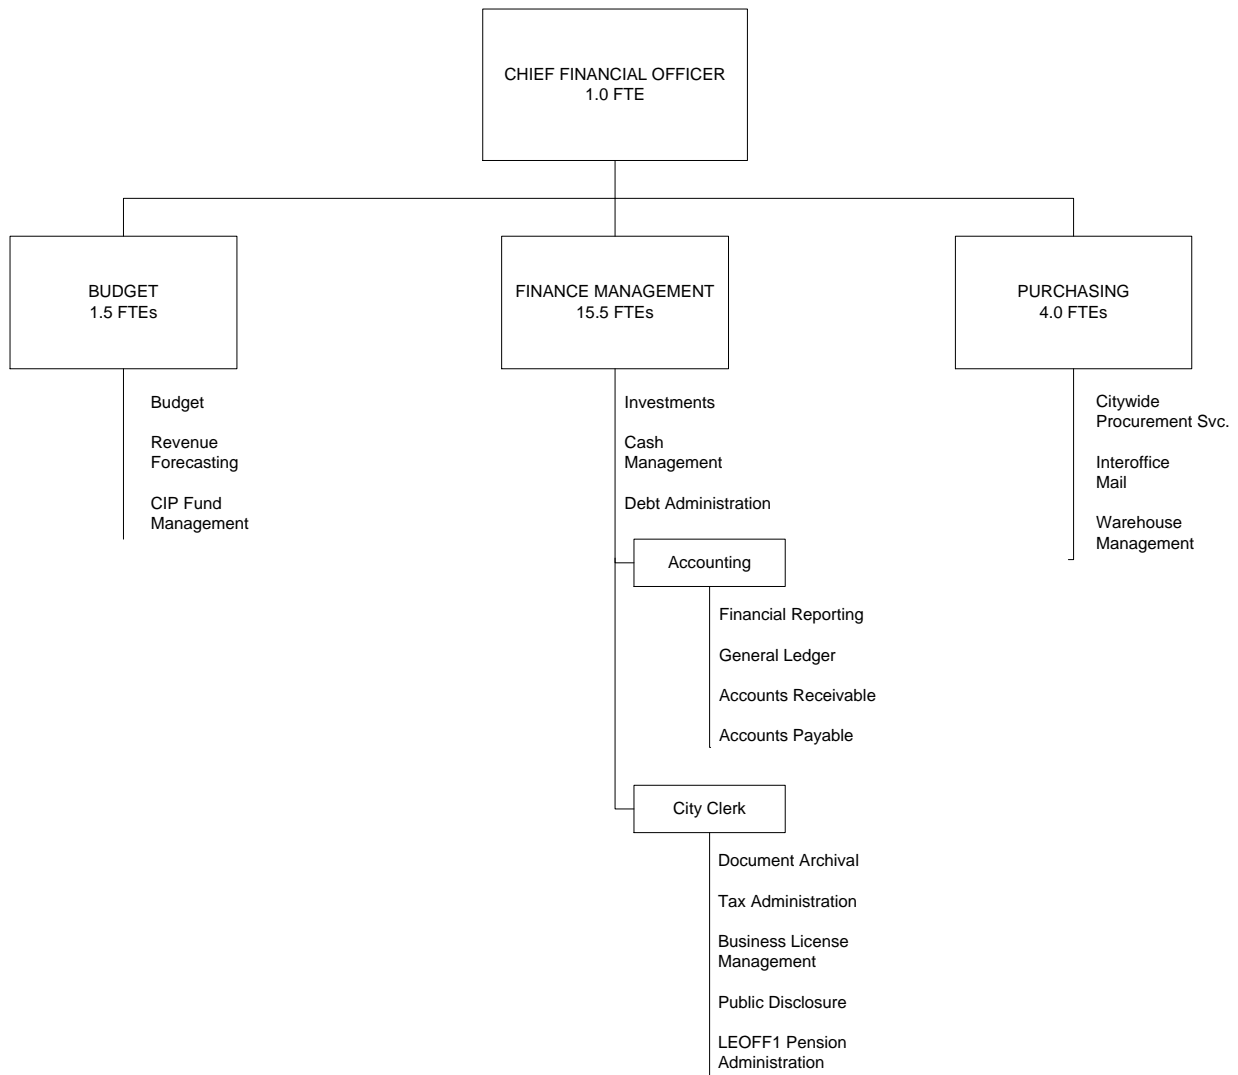 CHIEF FINANCIAL OFFICER
1.0 FTE
BUDGET
1.5 FTEs
FINANCE MANAGEMENT
15.5 FTEs
PURCHASING
4.0 FTEs
Budget
Revenue
Forecasting
CIP Fund
Management
Investments
Cash
Management
Debt Administration
Accounting
Financial Reporting
General Ledger
Accounts Receivable
Accounts Payable
City Clerk
Document Archival
Tax Administration
Business License
Management
Public Disclosure
LEOFF1 Pension
Administration
Citywide
Procurement Svc.
Interoffice
Mail
Warehouse
Management